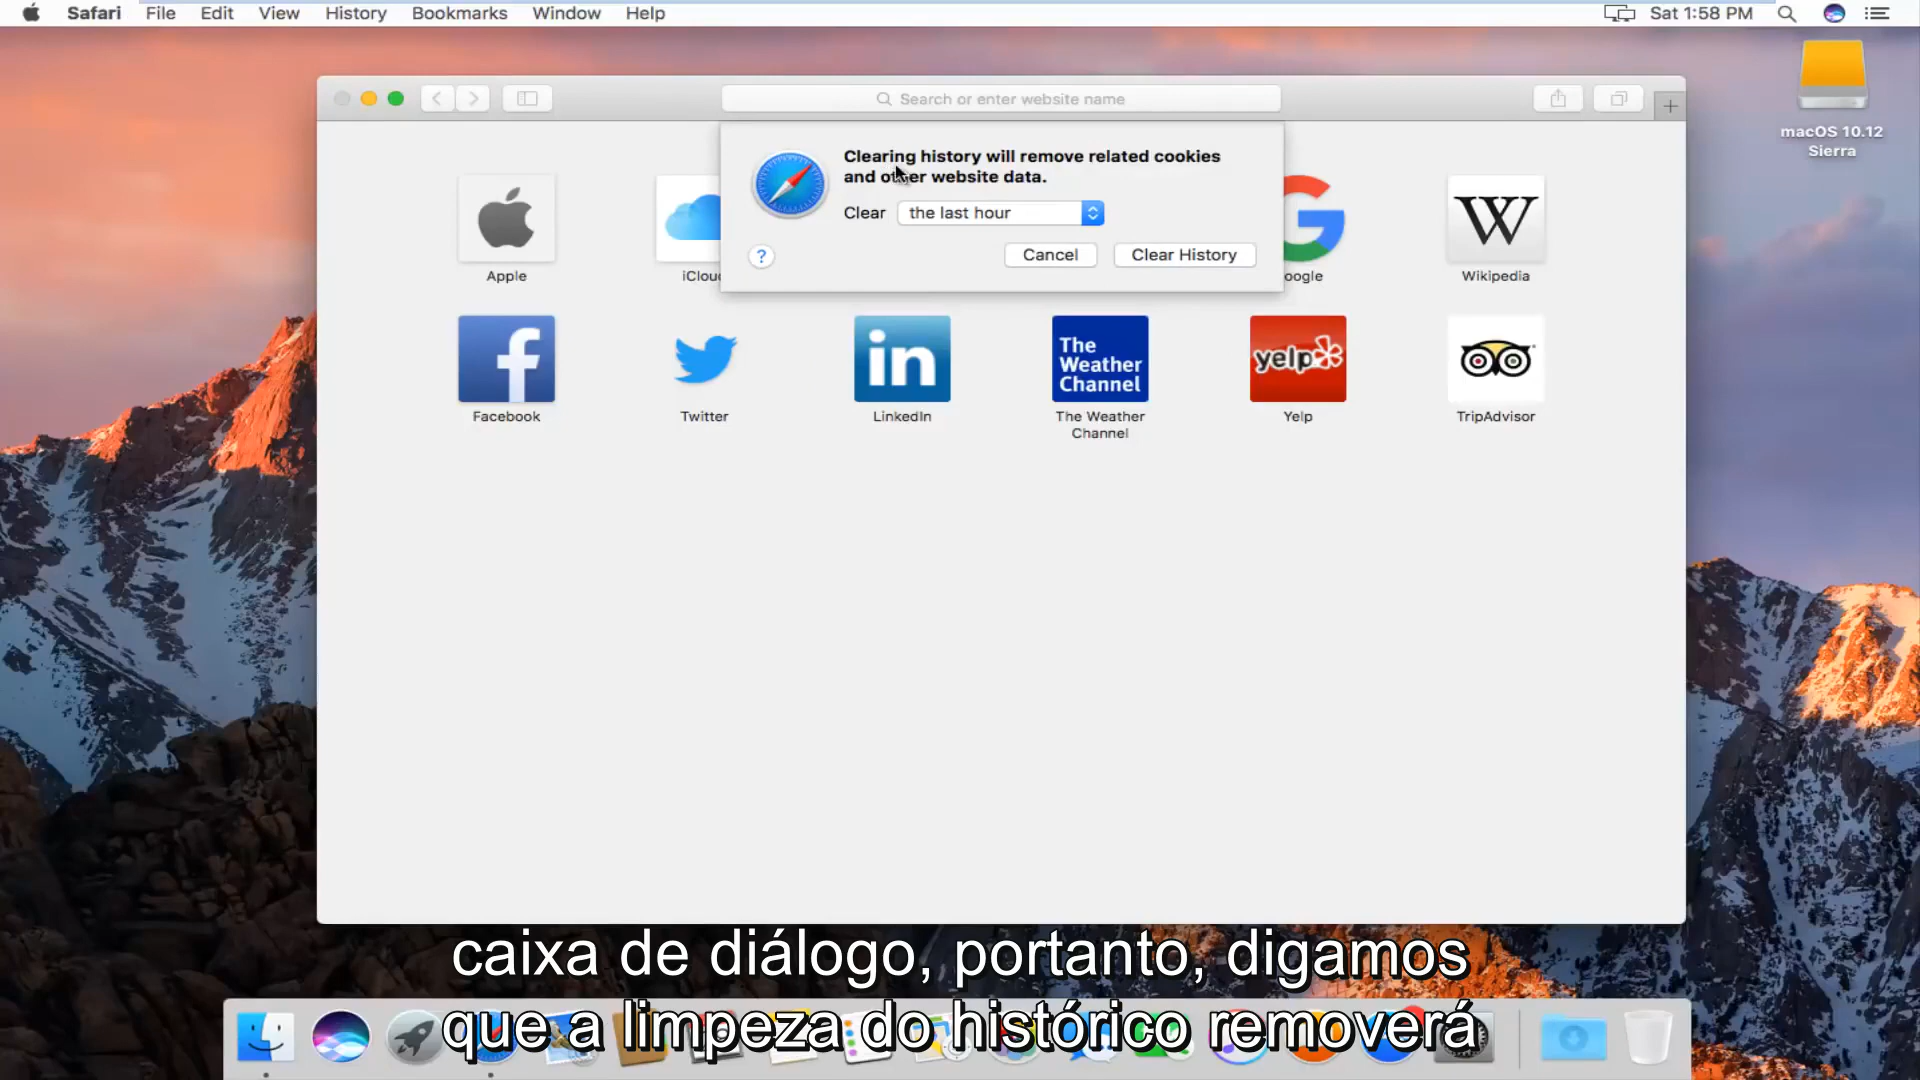 Safari File Edit View History Bookmarks Window Help Sat 1:58 PM
macOS 10.12
Sierra
Search or enter website name
Clearing history will remove related cookies
and other website data.
Clear the last hour
? Cancel Clear History
Apple
Wikipedia
W
f
in
The
Weather
Channel
yelp
Facebook Twitter LinkedIn The Weather
Channel
Yelp TripAdvisor
caixa de diálogo, portanto, digamos
que a limpeza do histórico removerá